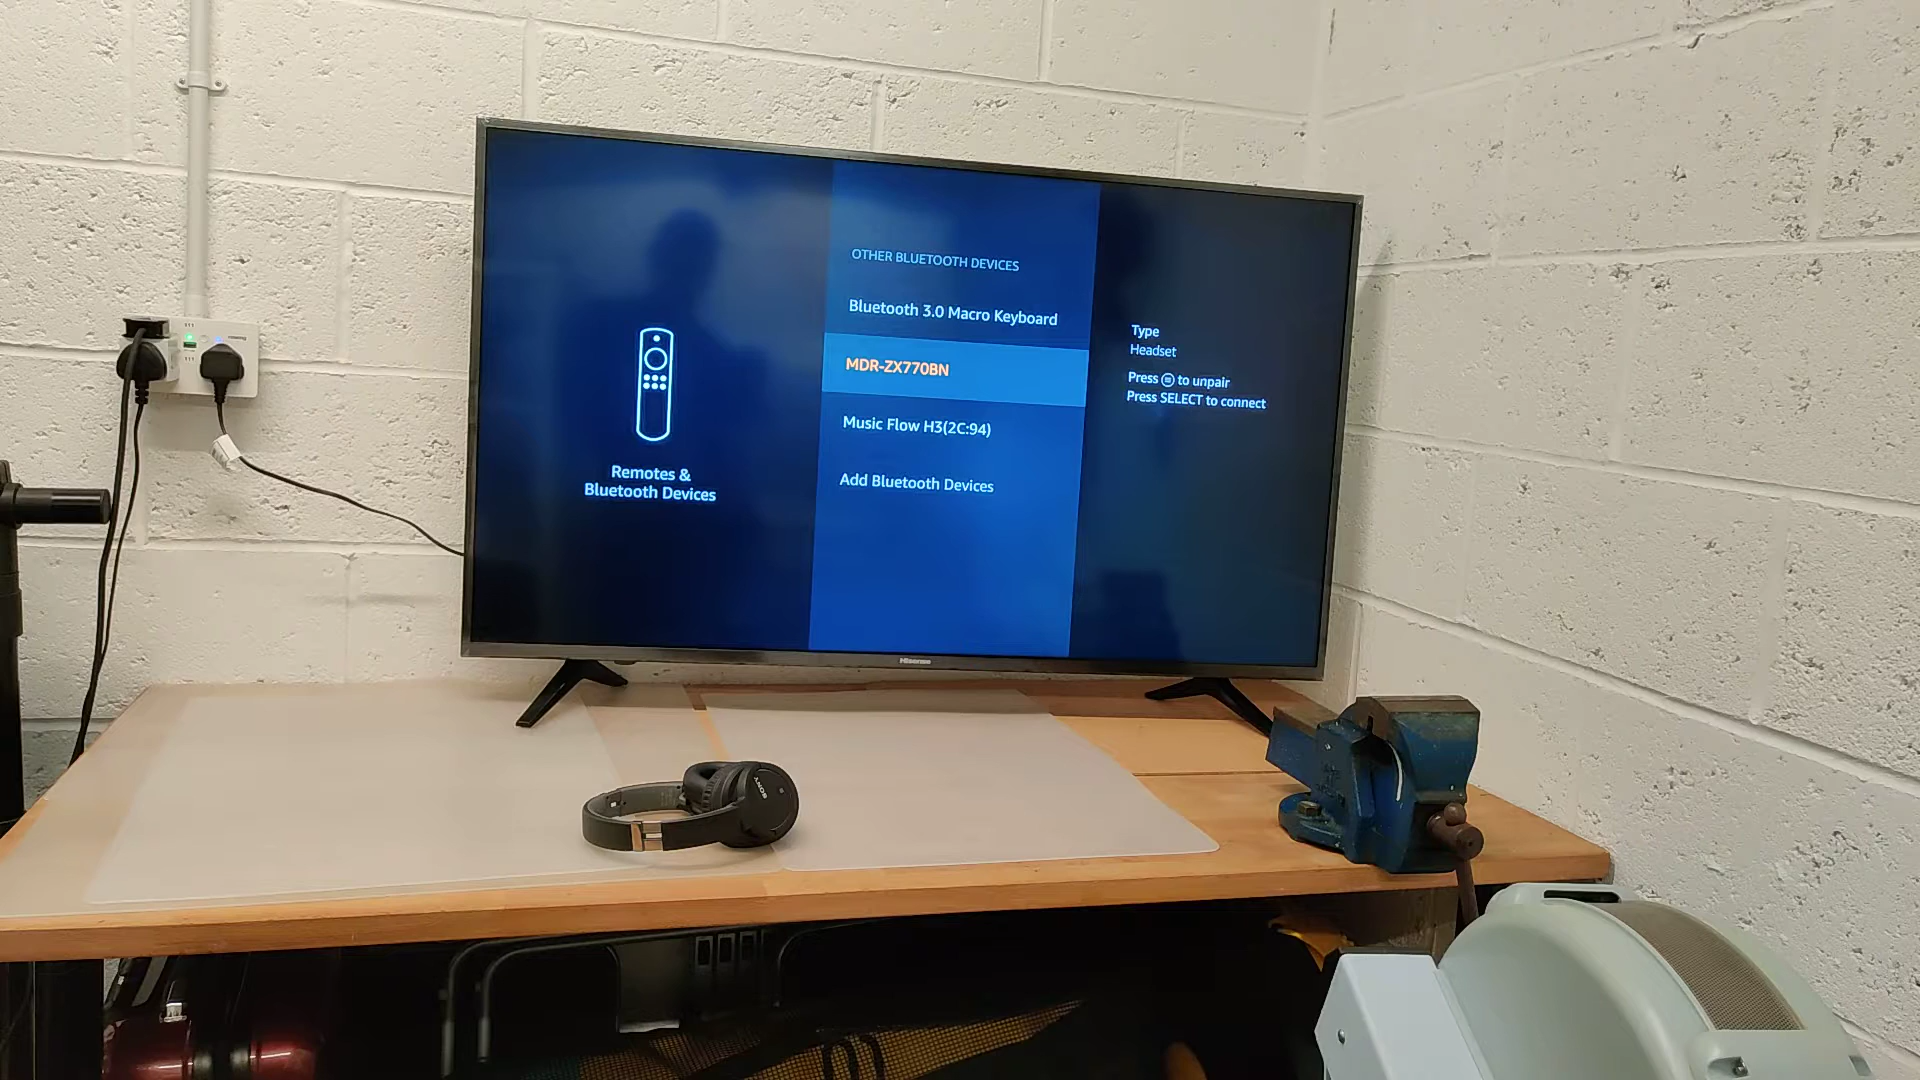 OTHER BLUETOOTH DEVICES
Bluetooth 3.0 Macro Keyboard
MDR-ZX770BN
Music Flow H3(2C:94)
Add Bluetooth Devices
Remotes &
Bluetooth Devices
Type
Headset
Press to unpair
Press SELECT to connect
Hisense
SONY